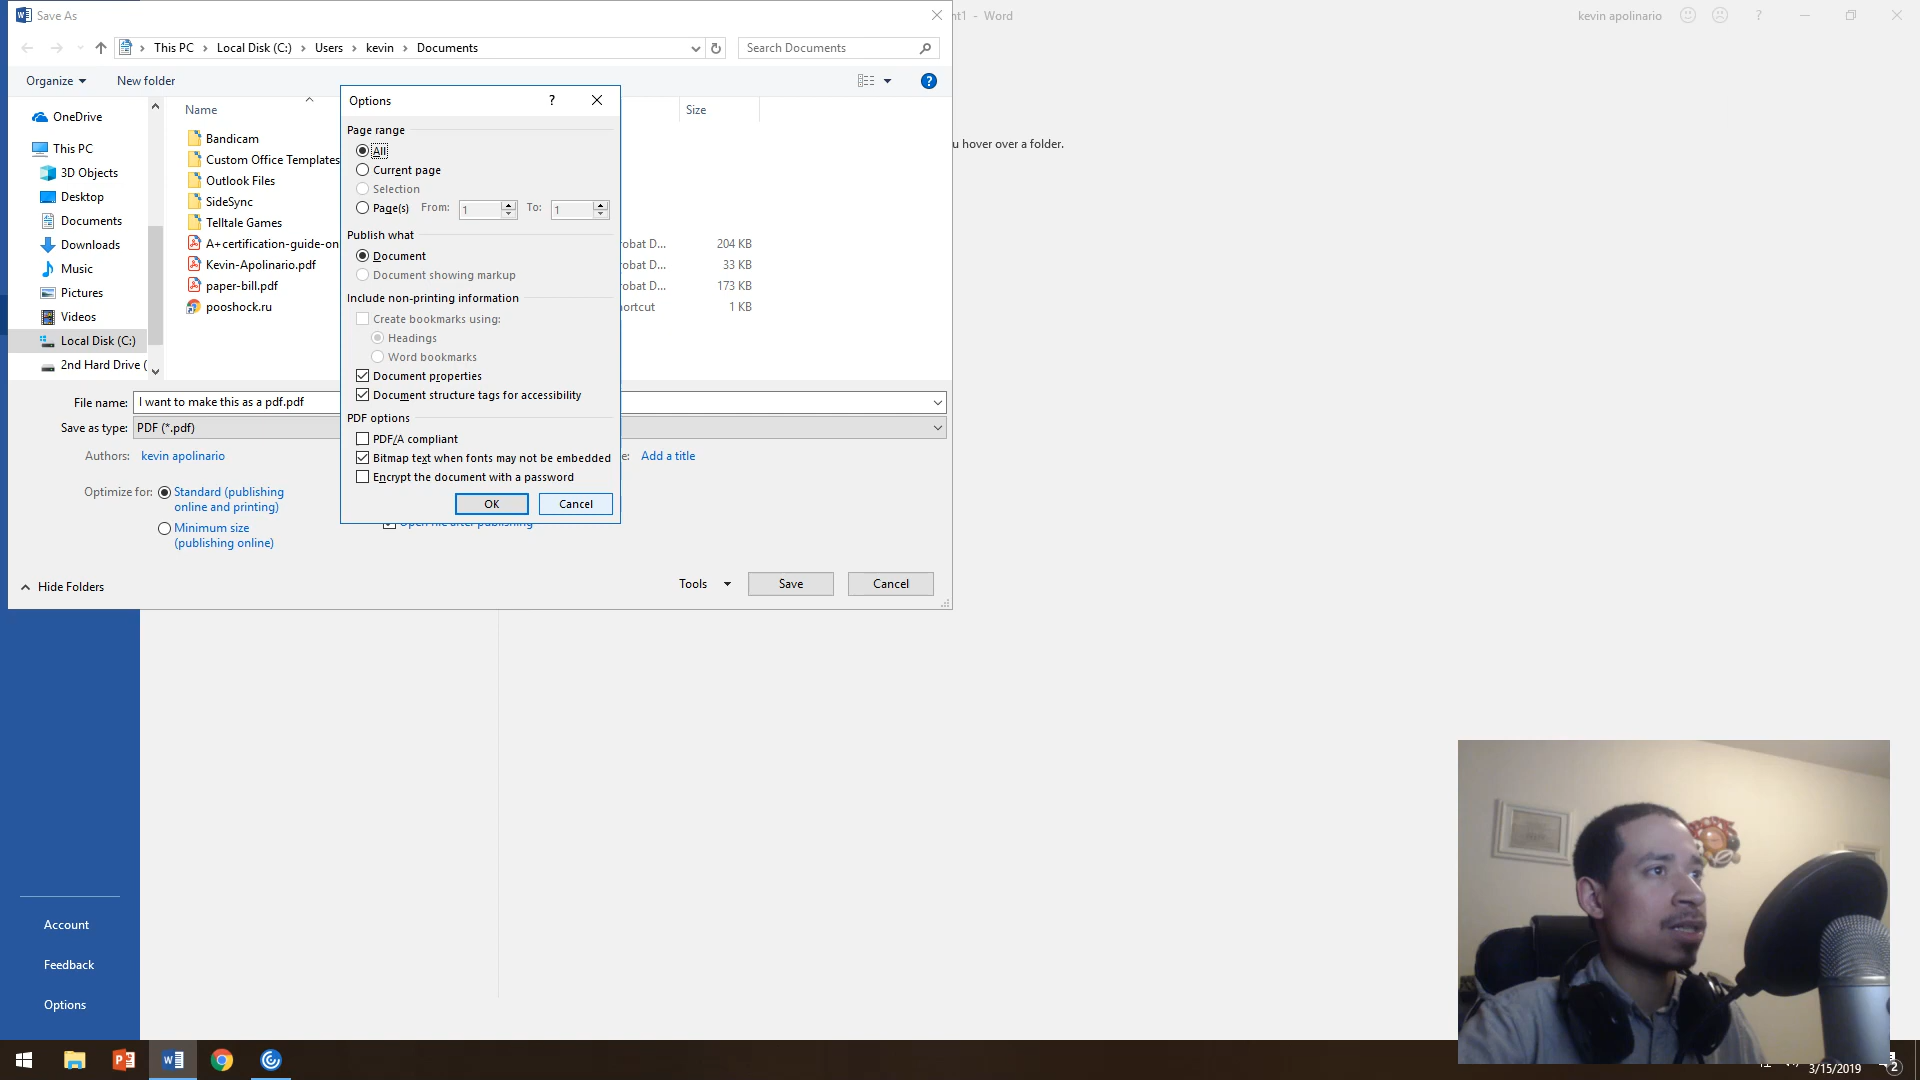 Save As
nt1 - Word
kevin apolinario
?
This PC
Local Disk (C:)
Users
kevin
Documents
Search Documents
Organize
New folder
?
Options
?
Name
Size
OneDrive
This PC
3D Objects
Desktop
Documents
Downloads
Music
Pictures
Videos
Local Disk (C:)
2nd Hard Drive (
Bandicam
Custom Office Templates
Outlook Files
SideSync
Telltale Games
A+certification-guide-on
robat D...
204 KB
Kevin-Apolinario.pdf
robat D...
33 KB
paper-bill.pdf
robat D...
173 KB
pooshock.ru
ortcut
1 KB
u hover over a folder.
Page range
All
Current page
Selection
Page(s) From: 1 To: 1
Publish what
Document
Document showing markup
Include non-printing information
Create bookmarks using:
Headings
Word bookmarks
Document properties
Document structure tags for accessibility
PDF options
PDF/A compliant
Bitmap text when fonts may not be embedded
Encrypt the document with a password
OK
Cancel
File name: I want to make this as a pdf.pdf
Save as type: PDF (*.pdf)
Authors: kevin apolinario
e: Add a title
Optimize for: Standard (publishing
online and printing)
Minimum size
(publishing online)
Open file after publishing
Hide Folders
Tools
Save
Cancel
Account
Feedback
Options
3/15/2019
2